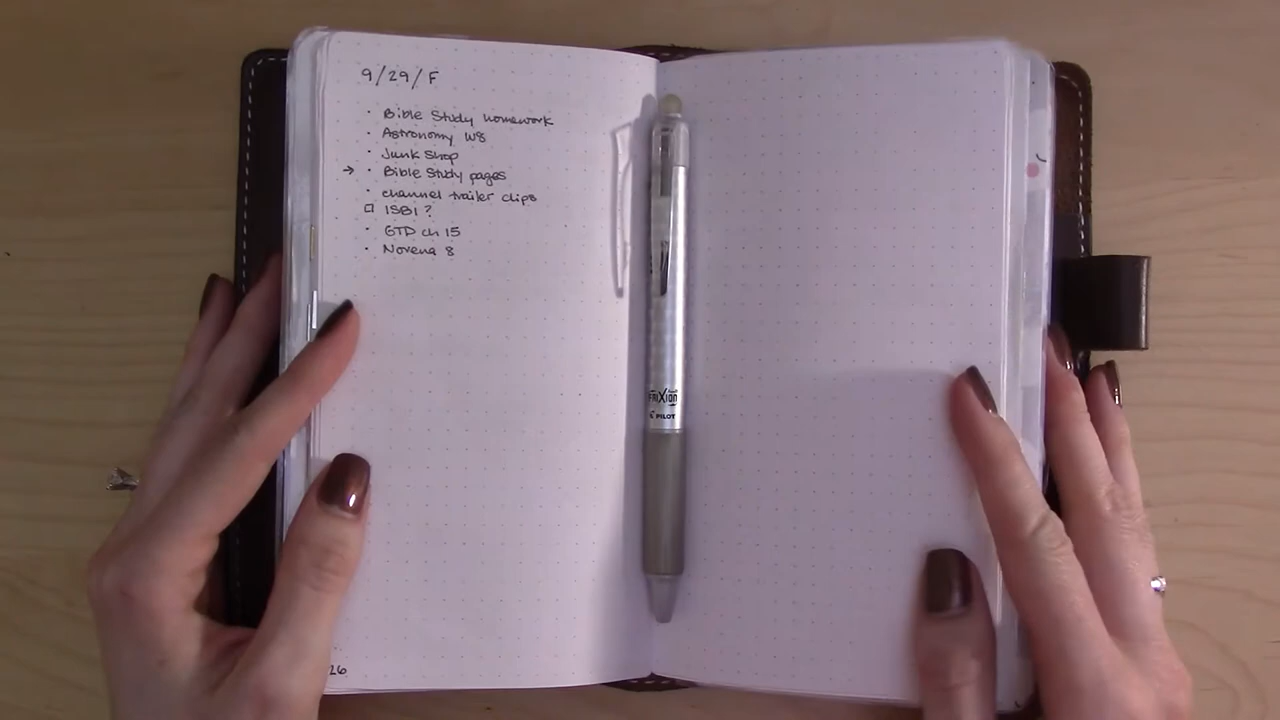 9/29/F
· Bible Study homework
· Astronomy W8
· Junk Shop
→ · Bible Study pages
· channel trailer clips
□ ISBI?
· GTD ch 15
· Novena 8
FRIXION
PILOT
26